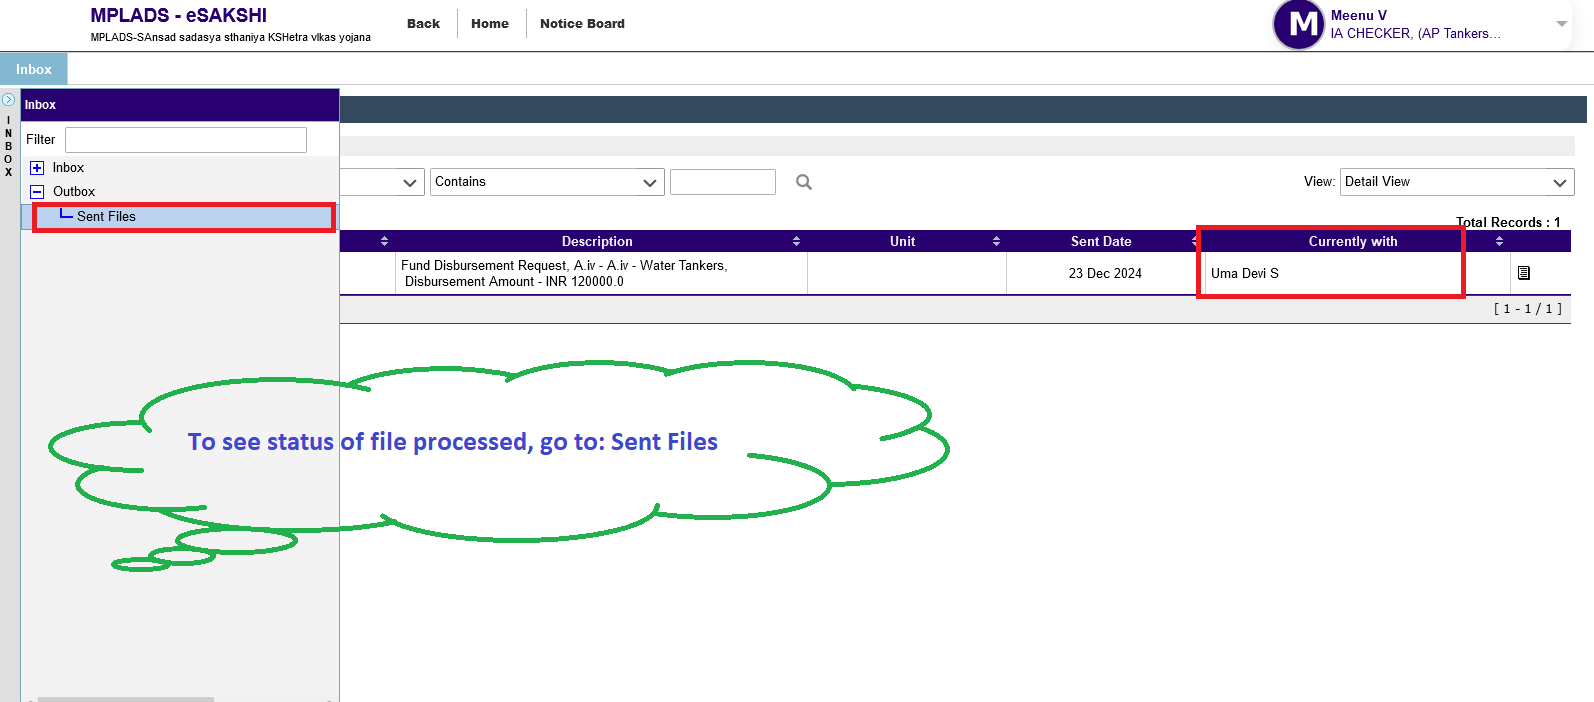 MPLADS - eSAKSHI
MPLADS-SAnsad sadasya sthaniya KSHetra vIkas yojana
Back
Home
Notice Board
M
Meenu V
IA CHECKER, (AP Tankers...
Inbox
INBOX
Inbox
Filter
Inbox
Outbox
Sent Files
Contains
View:
Detail View
Total Records : 1
Description
Unit
Sent Date
Currently with
Fund Disbursement Request, A.iv - A.iv - Water Tankers,
Disbursement Amount - INR 120000.0
23 Dec 2024
Uma Devi S
[ 1 - 1 / 1 ]
To see status of file processed, go to: Sent Files